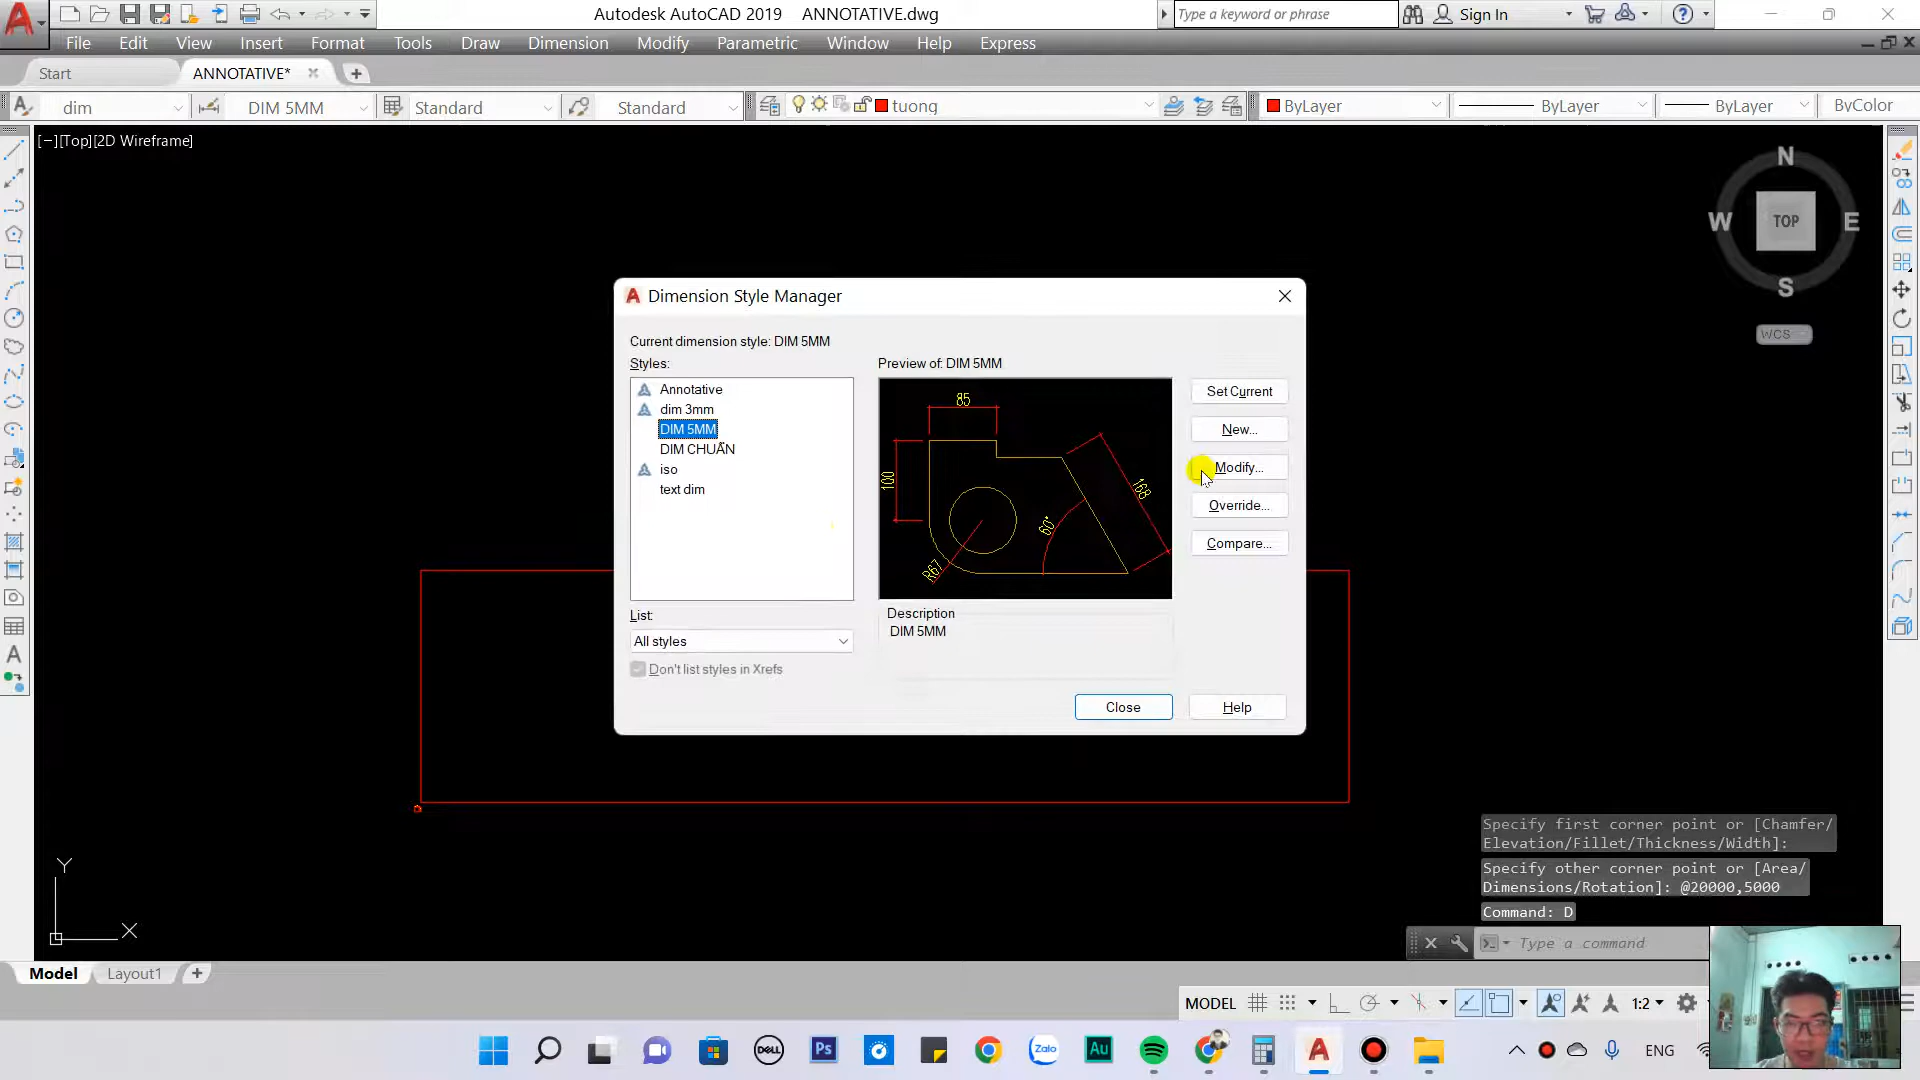 Autodesk AutoCAD 2019 ANNOTATIVE.dwg
Type a keyword or phrase
Sign In
File Edit View Insert Format Tools Draw Dimension Modify Parametric Window Help Express
Start
ANNOTATIVE*
dim
DIM 5MM
Standard
Standard
tuong
ByLayer
ByLayer
ByLayer
ByColor
[−][Top][2D Wireframe]
N
W
TOP
E
S
WCS
Dimension Style Manager
Current dimension style: DIM 5MM
Styles:
Preview of: DIM 5MM
Annotative
dim 3mm
DIM 5MM
DIM CHUẨN
iso
text dim
85
100
168
60°
R67
Set Current
New...
Modify...
Override...
Compare...
List:
All styles
Don't list styles in Xrefs
Description
DIM 5MM
Close
Help
Specify first corner point or [Chamfer/
Elevation/Fillet/Thickness/Width]:
Specify other corner point or [Area/
Dimensions/Rotation]: @20000,5000
Command: D
Type a command
Y
X
Model
Layout1
MODEL
1:2
DELL
Ps
Zalo
Au
A
ENG